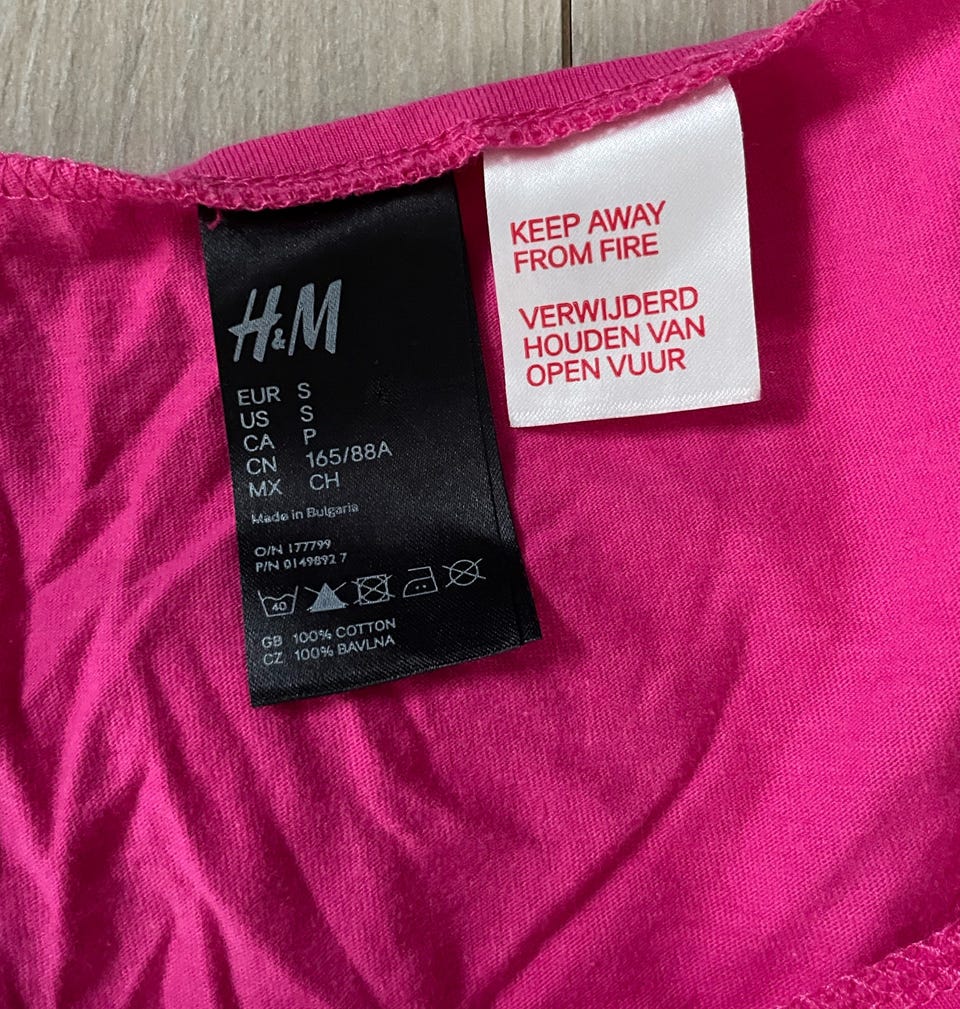 H&M
EUR S
US S
CA P
CN 165/88A
MX CH
Made in Bulgaria
O/N 177799
P/N 0149892 7
40
GB 100% COTTON
CZ 100% BAVLNA
KEEP AWAY
FROM FIRE
VERWIJDERD
HOUDEN VAN
OPEN VUUR